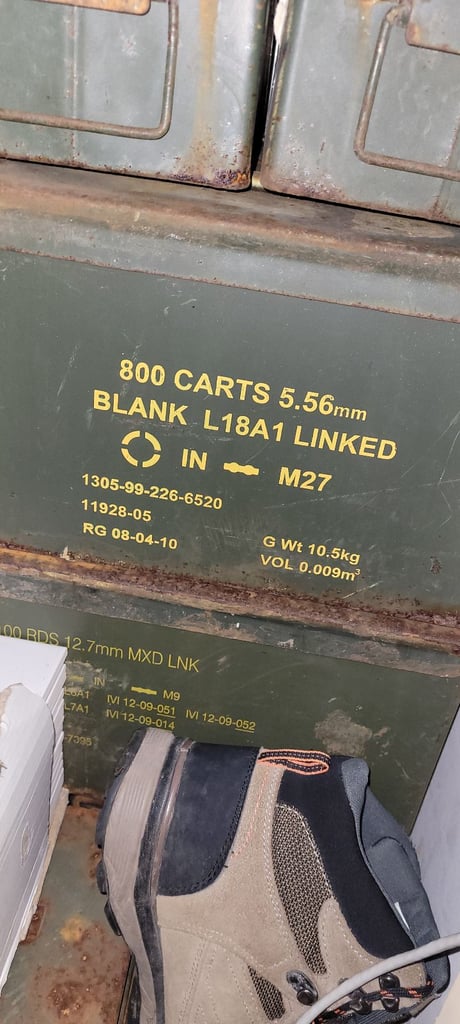 800 CARTS 5.56mm
BLANK L18A1 LINKED
IN M27
1305-99-226-6520
11928-05
RG 08-04-10
G Wt 10.5kg
VOL 0.009m³
00 RDS 12.7mm MXD LNK
IN M9
IVI 12-09-051 IVI 12-09-052
L7A1 IVI 12-09-014